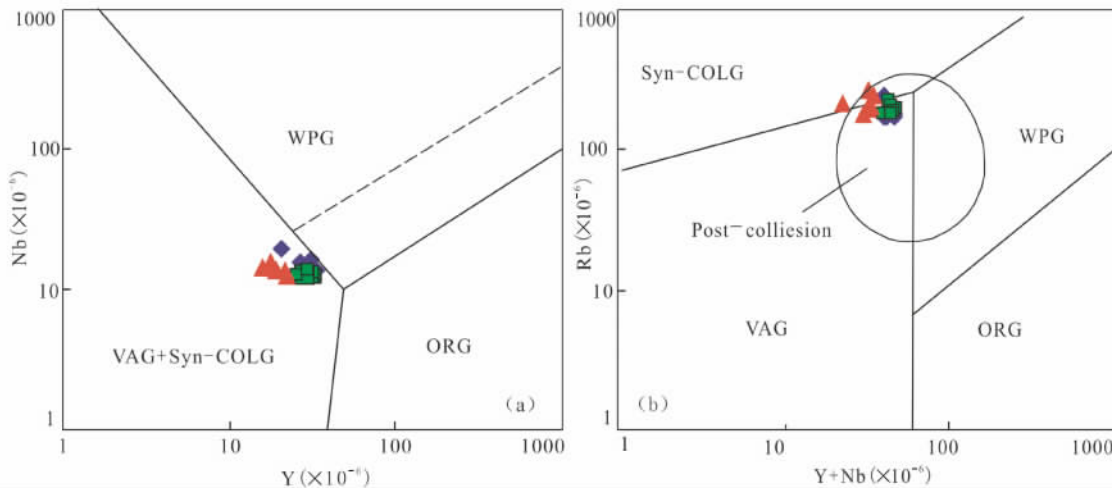 1000
100
10
1
Nb(×10⁻⁶)
WPG
VAG+Syn-COLG
ORG
(a)
1
10
100
1000
Y(×10⁻⁶)
1000
100
10
1
Rb(×10⁻⁶)
Syn-COLG
WPG
Post-colliesion
VAG
ORG
(b)
1
10
100
1000
Y+Nb(×10⁻⁶)